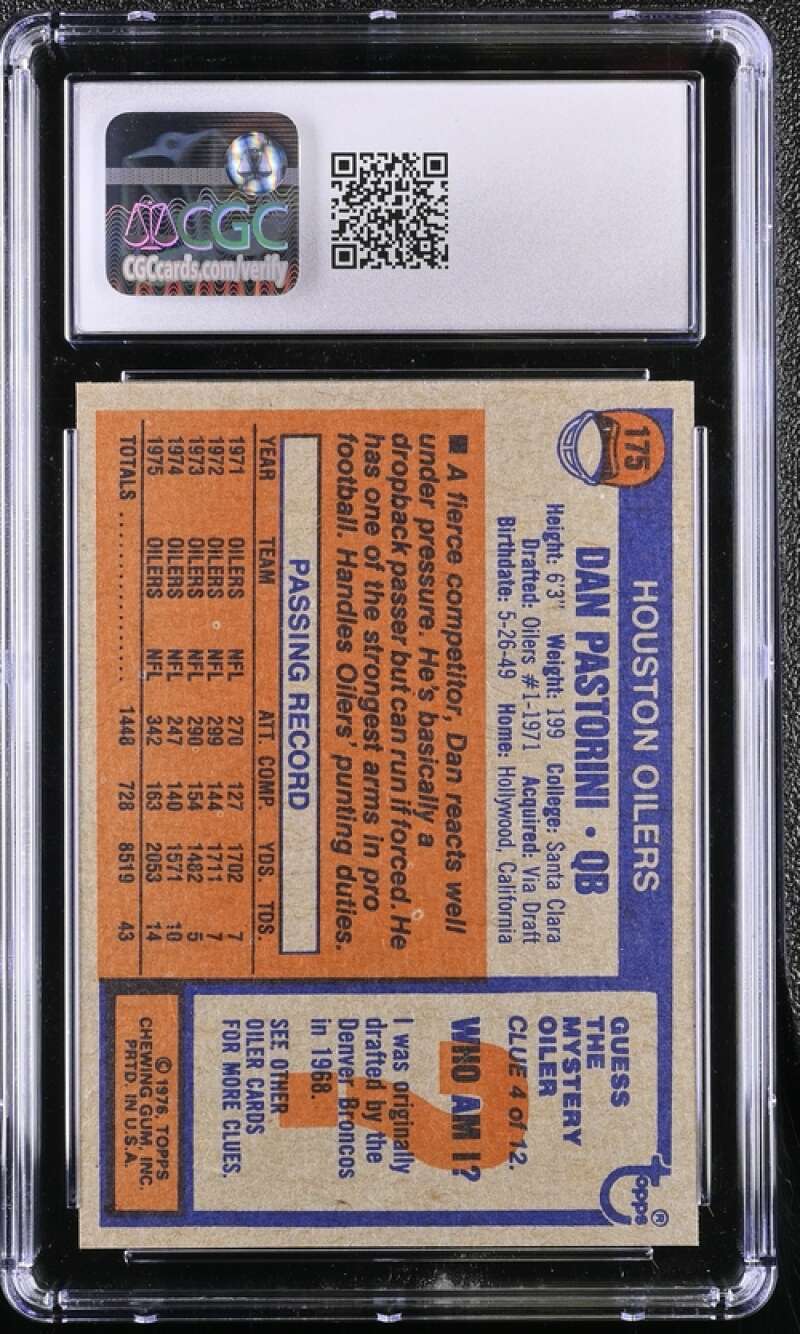 CGC
CGCcards.com/verify
175
HOUSTON OILERS
DAN PASTORINI • QB
Height: 6'3" Weight: 199 College: Santa Clara
Drafted: Oilers #1-1971 Acquired: Via Draft
Birthdate: 5-26-49 Home: Hollywood, California
A fierce competitor, Dan reacts well
under pressure. He's basically a
dropback passer but can run if forced. He
has one of the strongest arms in pro
football. Handles Oilers' punting duties.
PASSING RECORD
YEAR TEAM ATT. COMP. YDS. TDS.
1971 OILERS NFL 270 127 1702 7
1972 OILERS NFL 299 144 1711 7
1973 OILERS NFL 290 154 1482 5
1974 OILERS NFL 247 140 1571 10
1975 OILERS NFL 342 163 2053 14
TOTALS .................... 1448 728 8519 43
topps®
GUESS
THE
MYSTERY
OILER
CLUE 4 of 12.
?
WHO AM I?
I was originally
drafted by the
Denver Broncos
in 1968.
SEE OTHER
OILER CARDS
FOR MORE CLUES.
© 1976, TOPPS
CHEWING GUM, INC.
PRTD. IN U.S.A.